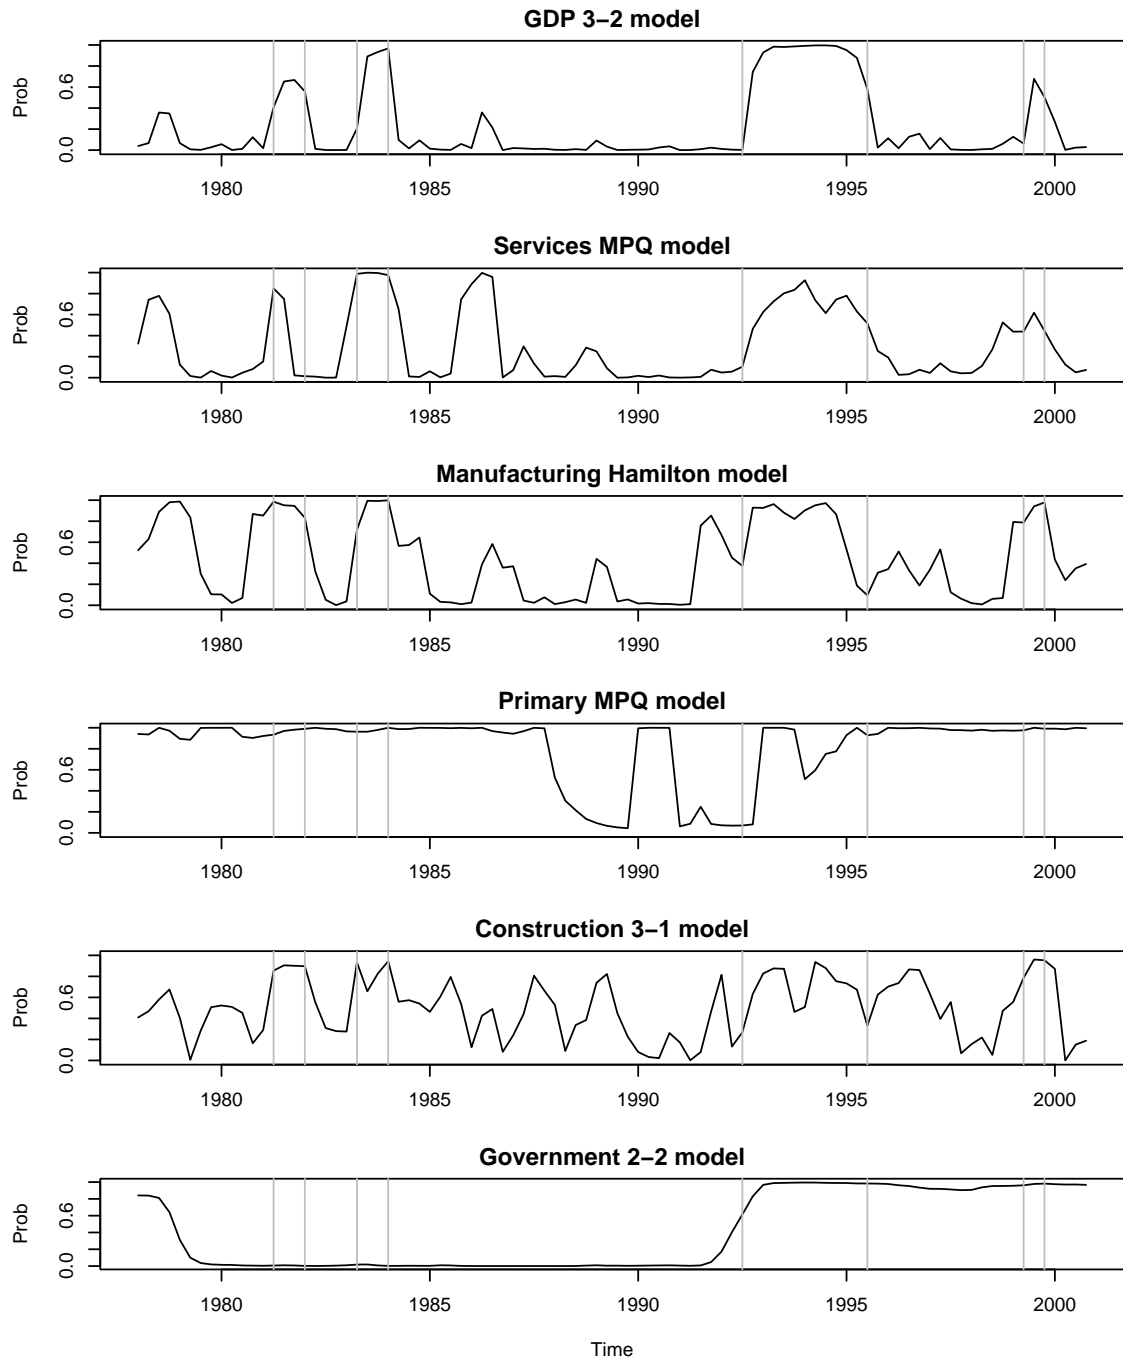 GDP 3−2 model
Prob
0.0 0.6
1980 1985 1990 1995 2000
Services MPQ model
Prob
0.0 0.6
1980 1985 1990 1995 2000
Manufacturing Hamilton model
Prob
0.0 0.6
1980 1985 1990 1995 2000
Primary MPQ model
Prob
0.0 0.6
1980 1985 1990 1995 2000
Construction 3−1 model
Prob
0.0 0.6
1980 1985 1990 1995 2000
Government 2−2 model
Prob
0.0 0.6
1980 1985 1990 1995 2000
Time